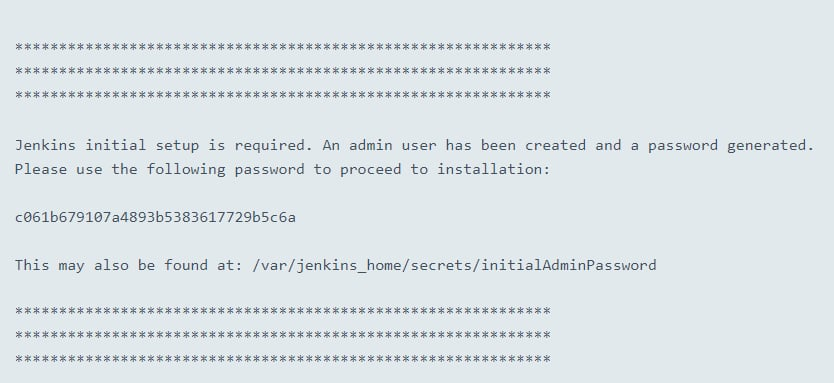 *************************************************************
*************************************************************
*************************************************************
Jenkins initial setup is required. An admin user has been created and a password generated.
Please use the following password to proceed to installation:
c061b679107a4893b5383617729b5c6a
This may also be found at: /var/jenkins_home/secrets/initialAdminPassword
*************************************************************
*************************************************************
*************************************************************